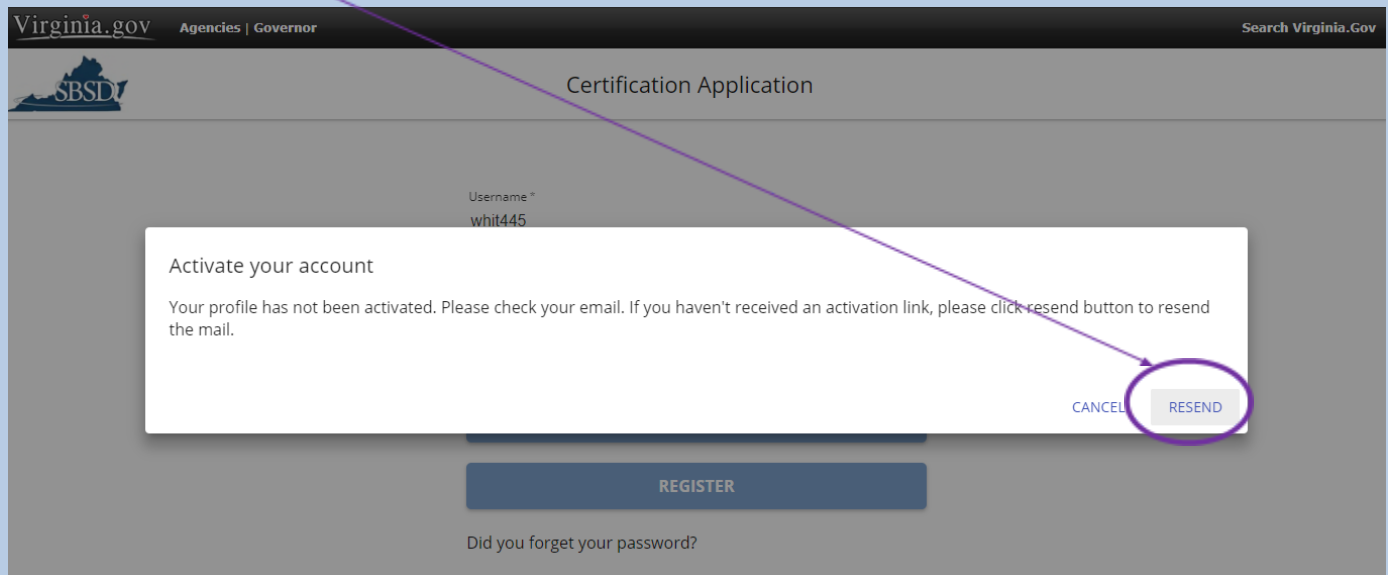 Virginia.gov Agencies | Governor Search Virginia.Gov
SBSD Certification Application
Username *
whit445
Activate your account
Your profile has not been activated. Please check your email. If you haven't received an activation link, please click resend button to resend
the mail.
CANCEL RESEND
REGISTER
Did you forget your password?